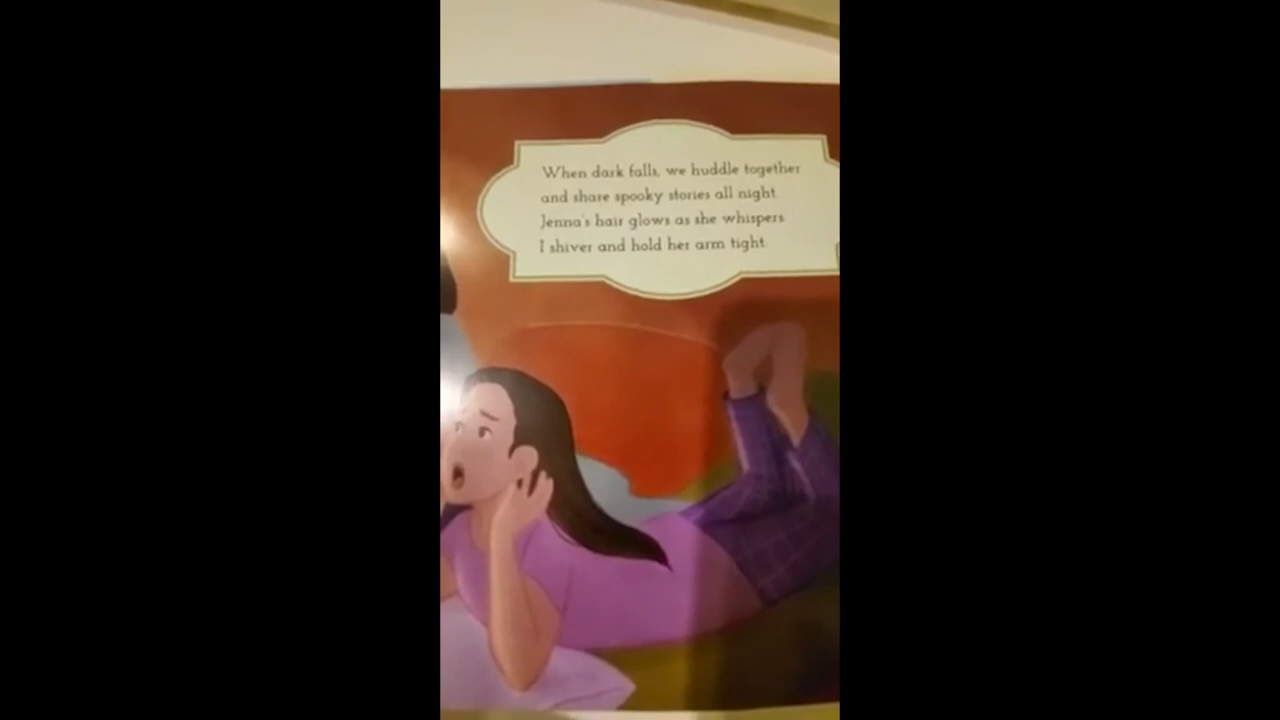 When dark falls, we huddle together
and share spooky stories all night.
Jenna's hair glows as she whispers.
I shiver and hold her arm tight.